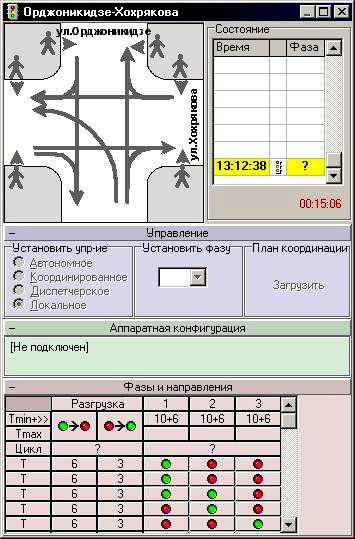 Орджоникидзе-Хохрякова
ул.Орджоникидзе
ул.Хохрякова
Состояние
Время Фаза
13:12:38 ?
00:15:06
Управление
Установить упр-ие
Автономное
Координированное
Диспетчерское
Локальное
Установить фазу
План координации
Загрузить
Аппаратная конфигурация
[Не подключен]
Фазы и направления
Разгрузка 1 2 3
Tmin+>> 10+6 10+6 10+6
Tmax
Цикл ? ?
Т 6 3
Т 6 3
Т 6 3
Т 6 3
Т 6 3